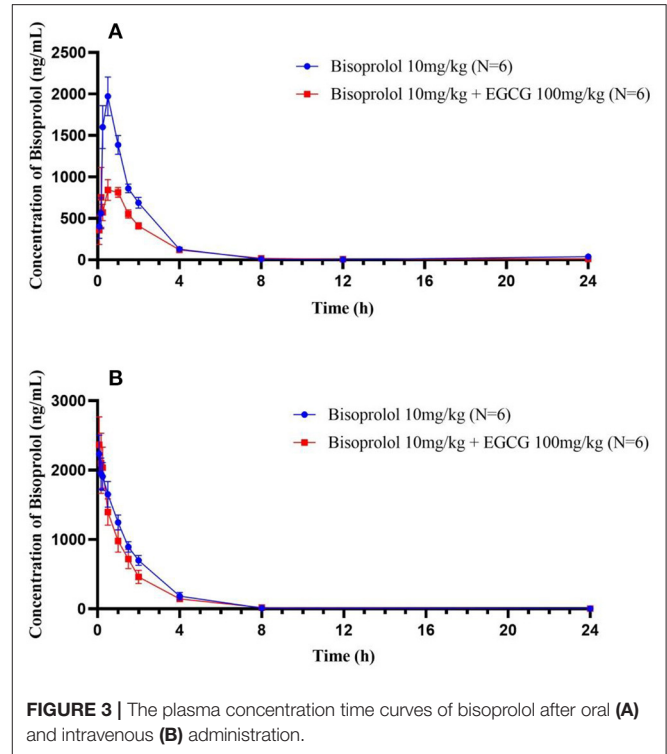 A
Concentration of Bisoprolol (ng/mL)
2500
2000
1500
1000
500
0
Bisoprolol 10mg/kg (N=6)
Bisoprolol 10mg/kg + EGCG 100mg/kg (N=6)
0 4 8 12 16 20 24
Time (h)
B
Concentration of Bisoprolol (ng/mL)
3000
2000
1000
0
Bisoprolol 10mg/kg (N=6)
Bisoprolol 10mg/kg + EGCG 100mg/kg (N=6)
0 4 8 12 16 20 24
Time (h)
FIGURE 3 | The plasma concentration time curves of bisoprolol after oral (A)
and intravenous (B) administration.